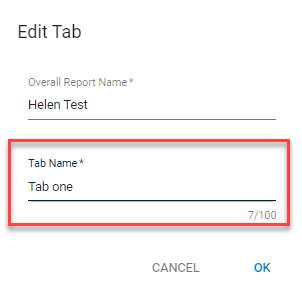 Edit Tab
Overall Report Name*
Helen Test
Tab Name*
Tab one
7/100
CANCEL OK